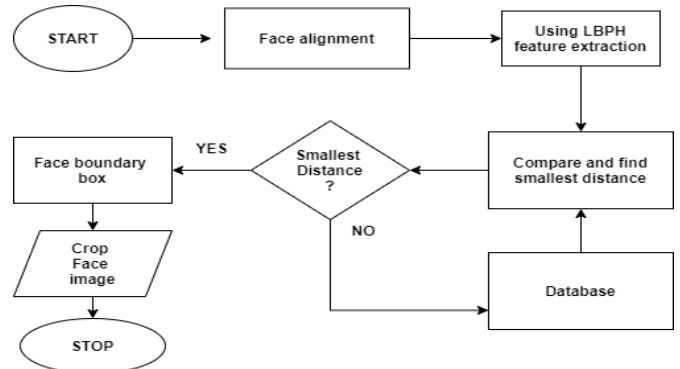 START
Face alignment
Using LBPH
feature extraction
Compare and find
smallest distance
Smallest
Distance
?
YES
NO
Face boundary
box
Database
Crop
Face
image
STOP